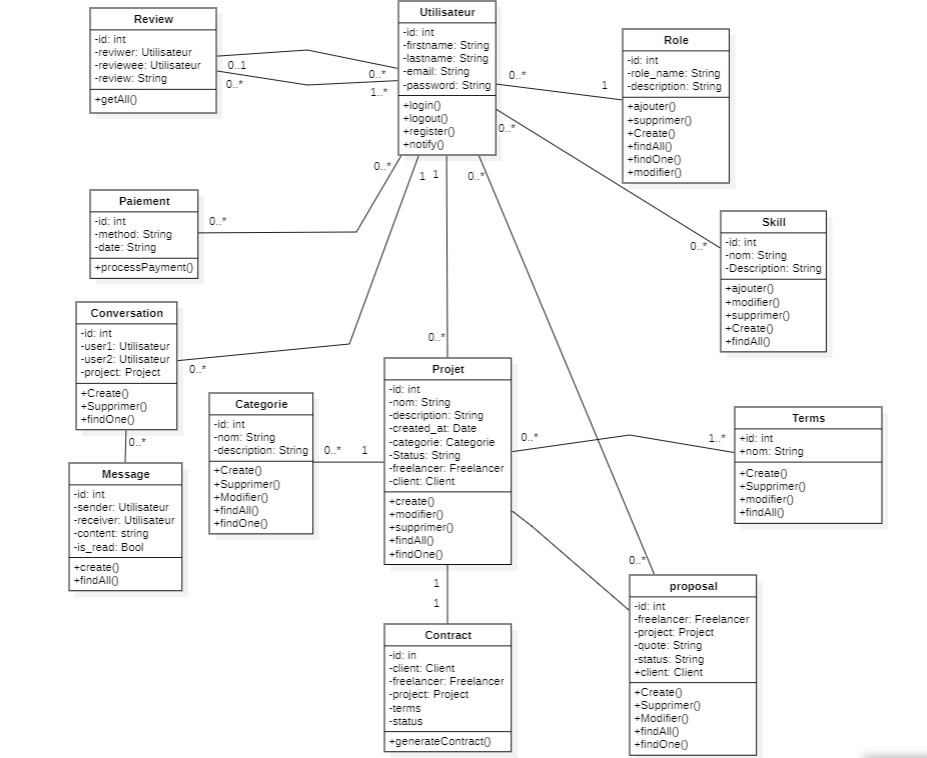 Review
-id: int
-reviwer: Utilisateur
-reviewee: Utilisateur
-review: String
+getAll()
Utilisateur
-id: int
-firstname: String
-lastname: String
-email: String
-password: String
+login()
+logout()
+register()
+notify()
Role
-id: int
-role_name: String
-description: String
+ajouter()
+supprimer()
+Create()
+findAll()
+findOne()
+modifier()
0..1
0..*
0..*
1..*
0..*
1
0..*
0..*
0..*
1
1
0..*
Paiement
-id: int
-method: String
-date: String
+processPayment()
0..*
Skill
-id: int
-nom: String
-Description: String
+ajouter()
+modifier()
+supprimer()
+Create()
+findAll()
Conversation
-id: int
-user1: Utilisateur
-user2: Utilisateur
-project: Project
+Create()
+Supprimer()
+findOne()
0..*
0..*
0..*
Message
-id: int
-sender: Utilisateur
-receiver: Utilisateur
-content: string
-is_read: Bool
+create()
+findAll()
Categorie
-id: int
-nom: String
-description: String
+Create()
+Supprimer()
+Modifier()
+findAll()
+findOne()
0..*
1
Projet
-id: int
-nom: String
-description: String
-created_at: Date
-categorie: Categorie
-Status: String
-freelancer: Freelancer
-client: Client
+create()
+modifier()
+supprimer()
+findAll()
+findOne()
0..*
1..*
Terms
+id: int
+nom: String
+Create()
+Supprimer()
+modifier()
+findAll()
1
1
Contract
-id: in
-client: Client
-freelancer: Freelancer
-project: Project
-terms
-status
+generateContract()
0..*
proposal
-id: int
-freelancer: Freelancer
-project: Project
-quote: String
-status: String
+client: Client
+Create()
+Supprimer()
+Modifier()
+findAll()
+findOne()